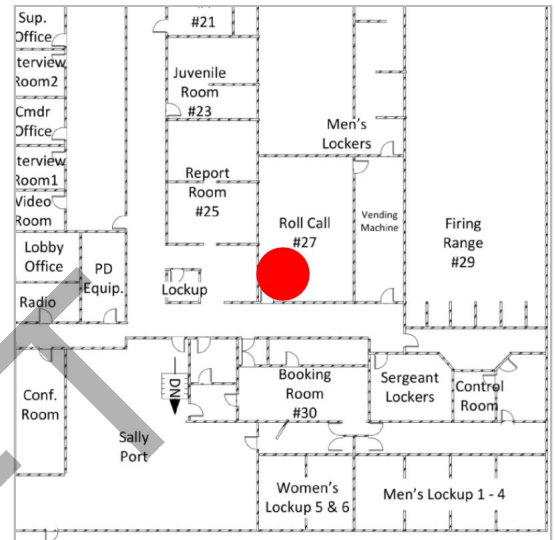 #21
Sup.
Office
terview
Room2
Cmdr
Office
terview
Room1
Video
Room
Juvenile
Room
#23
Men's
Lockers
Report
Room
#25
Roll Call
#27
Vending
Machine
Firing
Range
#29
Lobby
Office
PD
Equip.
Radio
Lockup
Conf.
Room
DN
Sally
Port
Booking
Room
#30
Sergeant
Lockers
Control
Room
Women's
Lockup 5 & 6
Men's Lockup 1 - 4